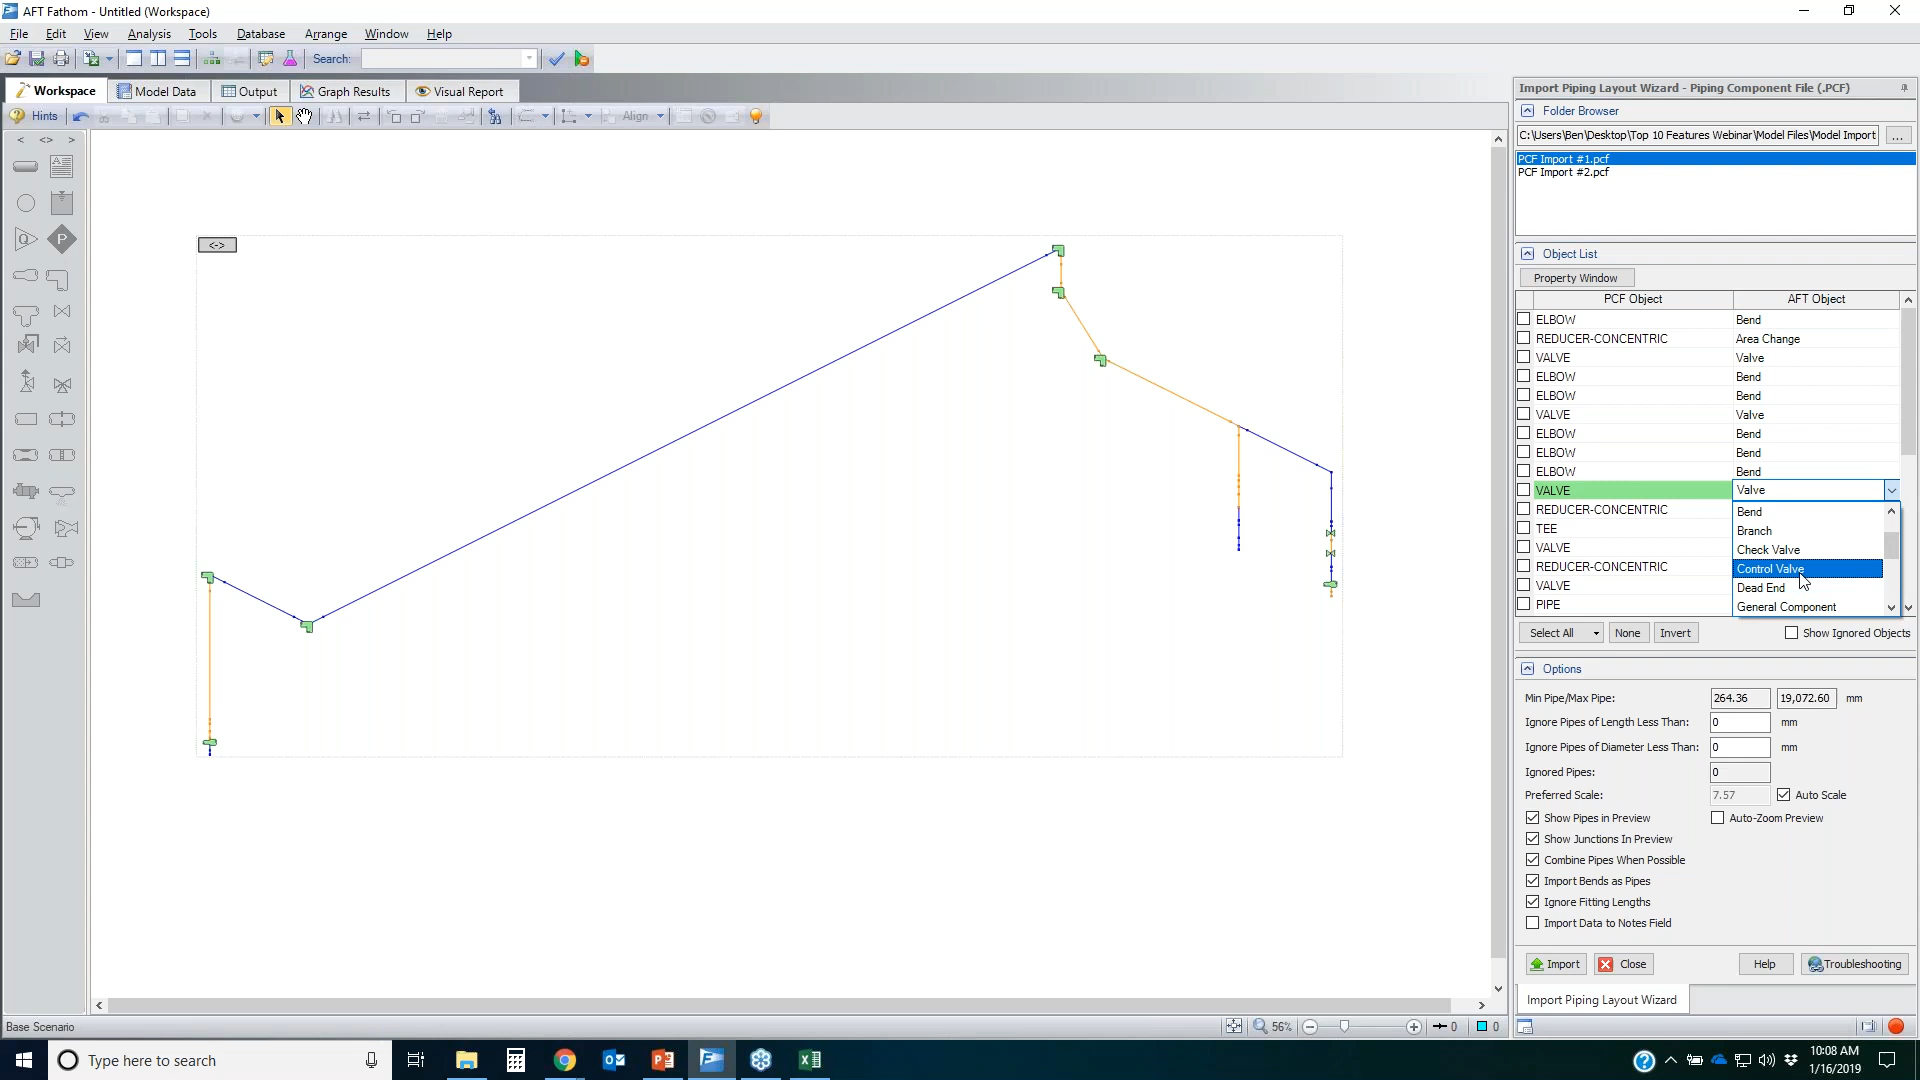 AFT Fathom - Untitled (Workspace)
File Edit View Analysis Tools Database Arrange Window Help
Search:
Workspace Model Data Output Graph Results Visual Report
Hints Align
< <> >
<->
Q
P
Import Piping Layout Wizard - Piping Component File (.PCF)
Folder Browser
C:\Users\Ben\Desktop\Top 10 Features Webinar\Model Files\Model Import ...
PCF Import #1.pcf
PCF Import #2.pcf
Object List
Property Window
PCF Object AFT Object
ELBOW Bend
REDUCER-CONCENTRIC Area Change
VALVE Valve
ELBOW Bend
ELBOW Bend
VALVE Valve
ELBOW Bend
ELBOW Bend
ELBOW Bend
VALVE Valve
REDUCER-CONCENTRIC Bend
TEE Branch
VALVE Check Valve
REDUCER-CONCENTRIC Control Valve
VALVE Dead End
PIPE General Component
Select All None Invert Show Ignored Objects
Options
Min Pipe/Max Pipe: 264.36 19,072.60 mm
Ignore Pipes of Length Less Than: 0 mm
Ignore Pipes of Diameter Less Than: 0 mm
Ignored Pipes: 0
Preferred Scale: 7.57 Auto Scale
Show Pipes in Preview Auto-Zoom Preview
Show Junctions In Preview
Combine Pipes When Possible
Import Bends as Pipes
Ignore Fitting Lengths
Import Data to Notes Field
Import Close Help Troubleshooting
Import Piping Layout Wizard
Base Scenario 56% 0 0
Type here to search
10:08 AM
1/16/2019